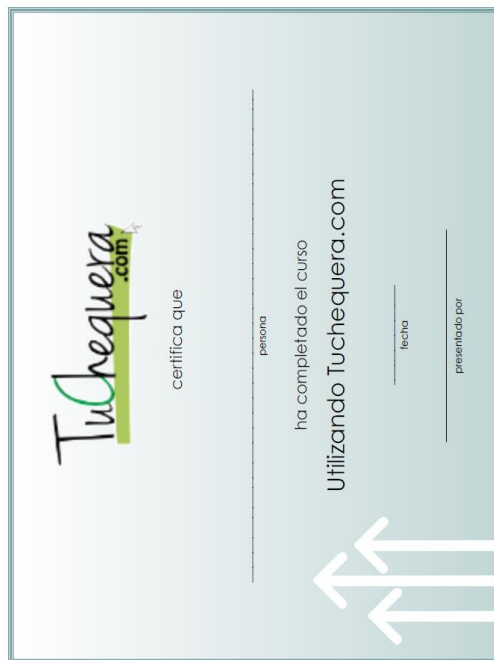 TuChequera
.com
certifica que
persona
ha completado el curso
Utilizando Tuchequera.com
fecha
presentado por